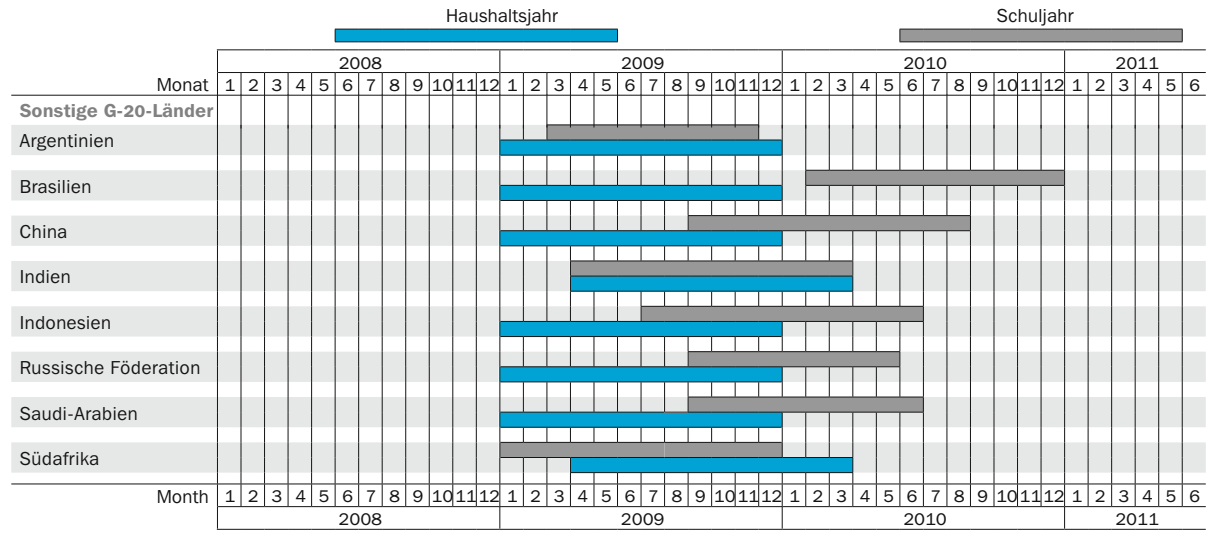 Haushaltsjahr Schuljahr
2008 2009 2010 2011
Monat 1 2 3 4 5 6 7 8 9 10 11 12 1 2 3 4 5 6 7 8 9 10 11 12 1 2 3 4 5 6 7 8 9 10 11 12 1 2 3 4 5 6
Sonstige G-20-Länder
Argentinien
Brasilien
China
Indien
Indonesien
Russische Föderation
Saudi-Arabien
Südafrika
Month 1 2 3 4 5 6 7 8 9 10 11 12 1 2 3 4 5 6 7 8 9 10 11 12 1 2 3 4 5 6 7 8 9 10 11 12 1 2 3 4 5 6
2008 2009 2010 2011